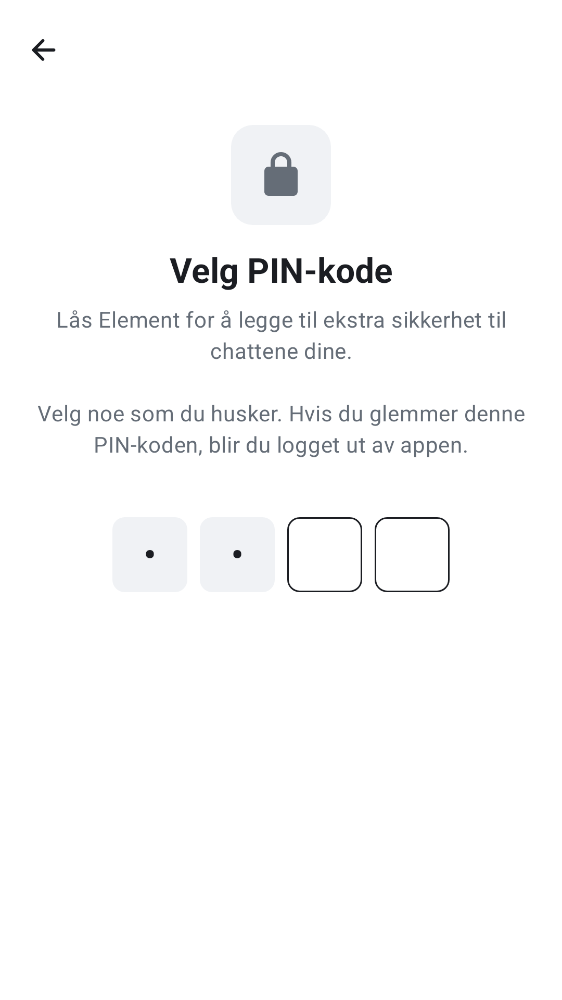 Velg PIN-kode
Lås Element for å legge til ekstra sikkerhet til
chattene dine.
Velg noe som du husker. Hvis du glemmer denne
PIN-koden, blir du logget ut av appen.